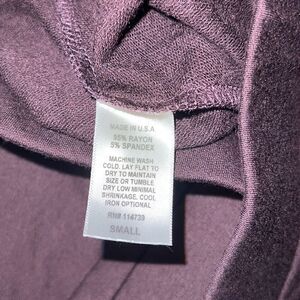 MADE IN U.S.A
95% RAYON
5% SPANDEX
MACHINE WASH
COLD. LAY FLAT TO
DRY TO MAINTAIN
SIZE OR TUMBLE
DRY LOW MINIMAL
SHRINKAGE. COOL
IRON OPTIONAL
RN# 114739
SMALL